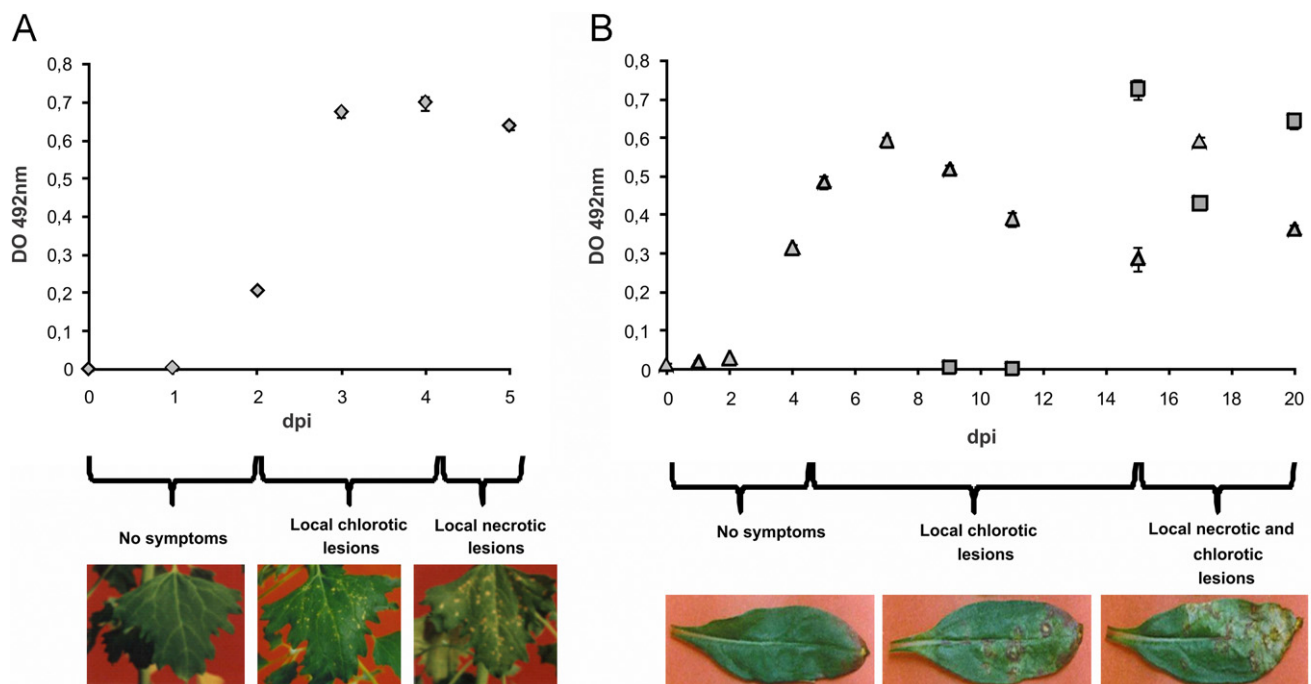 A
0,8
0,7
0,6
0,5
0,4
0,3
0,2
0,1
0
DO 492nm
0 1 2 3 4 5
dpi
No symptoms
Local chlorotic
lesions
Local necrotic
lesions
B
0,8
0,7
0,6
0,5
0,4
0,3
0,2
0,1
0
DO 492nm
0 2 4 6 8 10 12 14 16 18 20
dpi
No symptoms
Local chlorotic
lesions
Local necrotic and
chlorotic
lesions